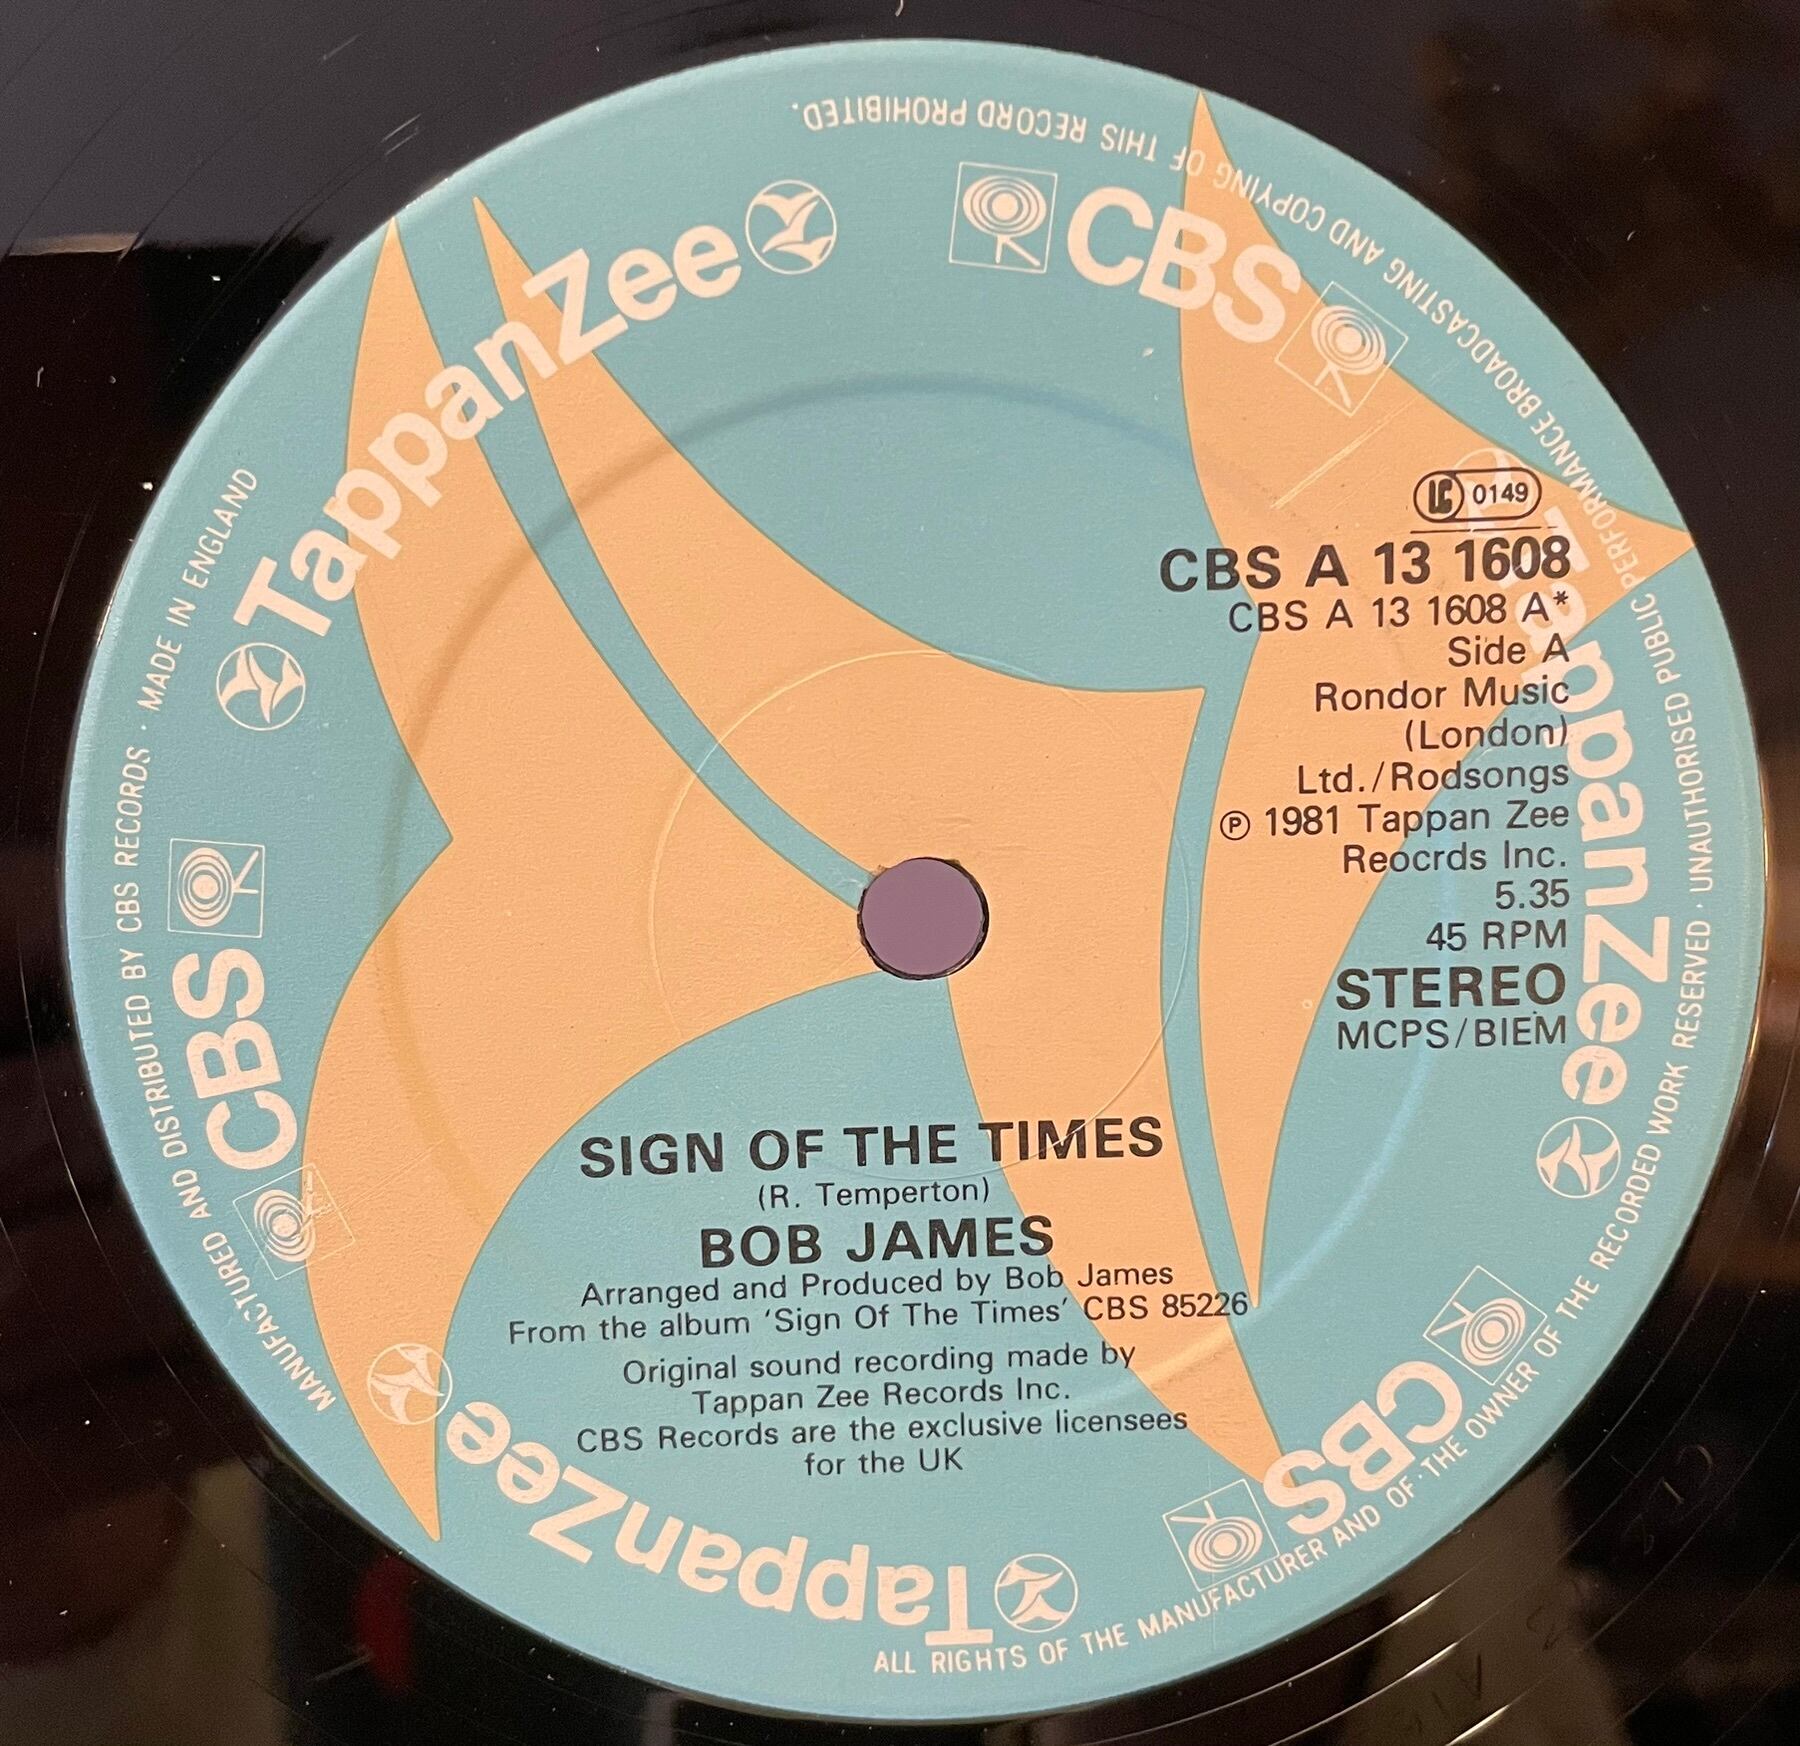 TappanZee
CBS
TappanZee
CBS
TappanZee
CBS
MANUFACTURED AND DISTRIBUTED BY CBS RECORDS · MADE IN ENGLAND
ALL RIGHTS OF THE MANUFACTURER AND OF THE OWNER OF THE RECORDED WORK RESERVED · UNAUTHORISED PUBLIC PERFORMANCE BROADCASTING AND COPYING OF THIS RECORD PROHIBITED.
LC 0149
CBS A 13 1608
CBS A 13 1608 A*
Side A
Rondor Music
(London)
Ltd./Rodsongs
℗ 1981 Tappan Zee
Reocrds Inc.
5.35
45 RPM
STEREO
MCPS/BIEM
SIGN OF THE TIMES
(R. Temperton)
BOB JAMES
Arranged and Produced by Bob James
From the album 'Sign Of The Times' CBS 85226
Original sound recording made by
Tappan Zee Records Inc.
CBS Records are the exclusive licensees
for the UK